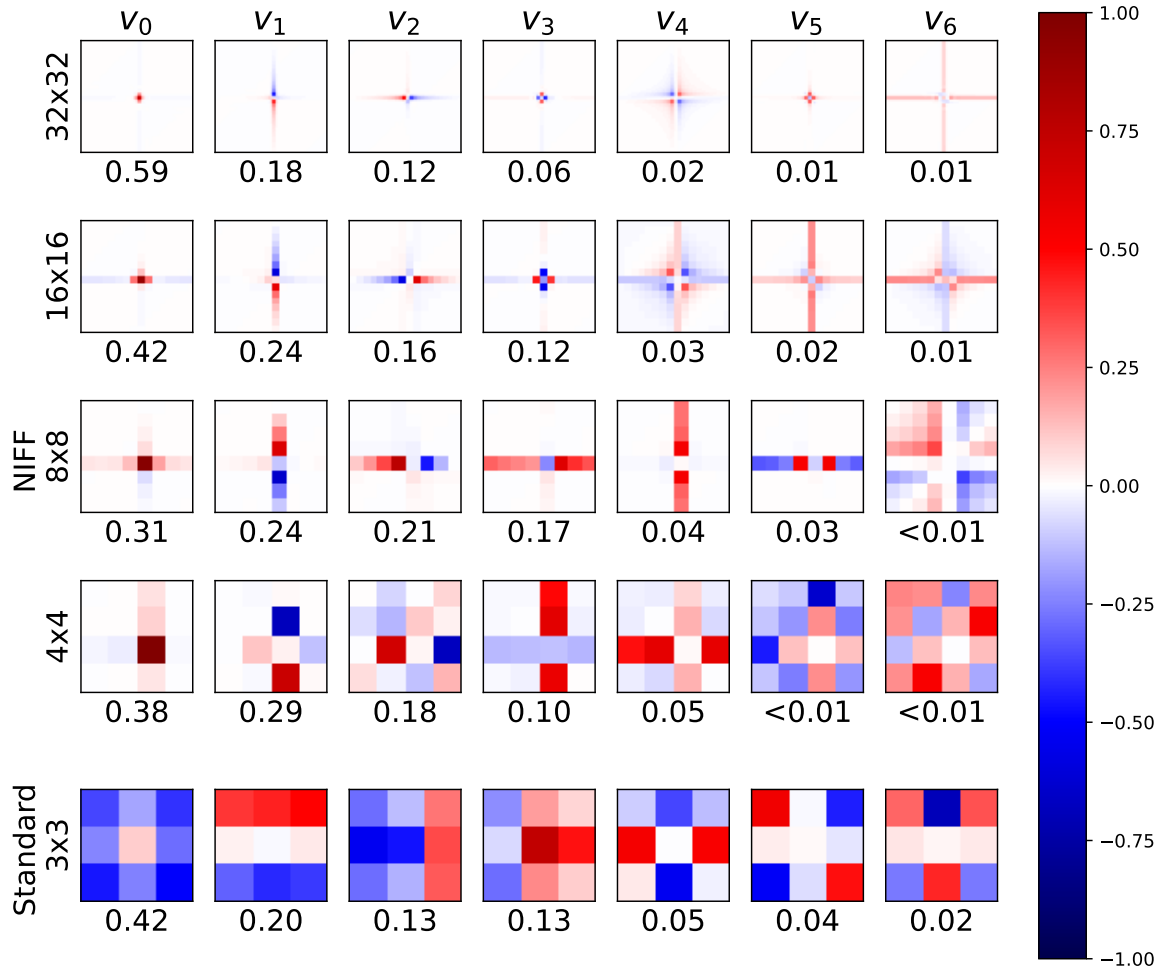 v0 v1 v2 v3 v4 v5 v6
32x32
0.59 0.18 0.12 0.06 0.02 0.01 0.01
16x16
0.42 0.24 0.16 0.12 0.03 0.02 0.01
NIFF
8x8
0.31 0.24 0.21 0.17 0.04 0.03 <0.01
4x4
0.38 0.29 0.18 0.10 0.05 <0.01 <0.01
Standard
3x3
0.42 0.20 0.13 0.13 0.05 0.04 0.02
1.00
0.75
0.50
0.25
0.00
−0.25
−0.50
−0.75
−1.00